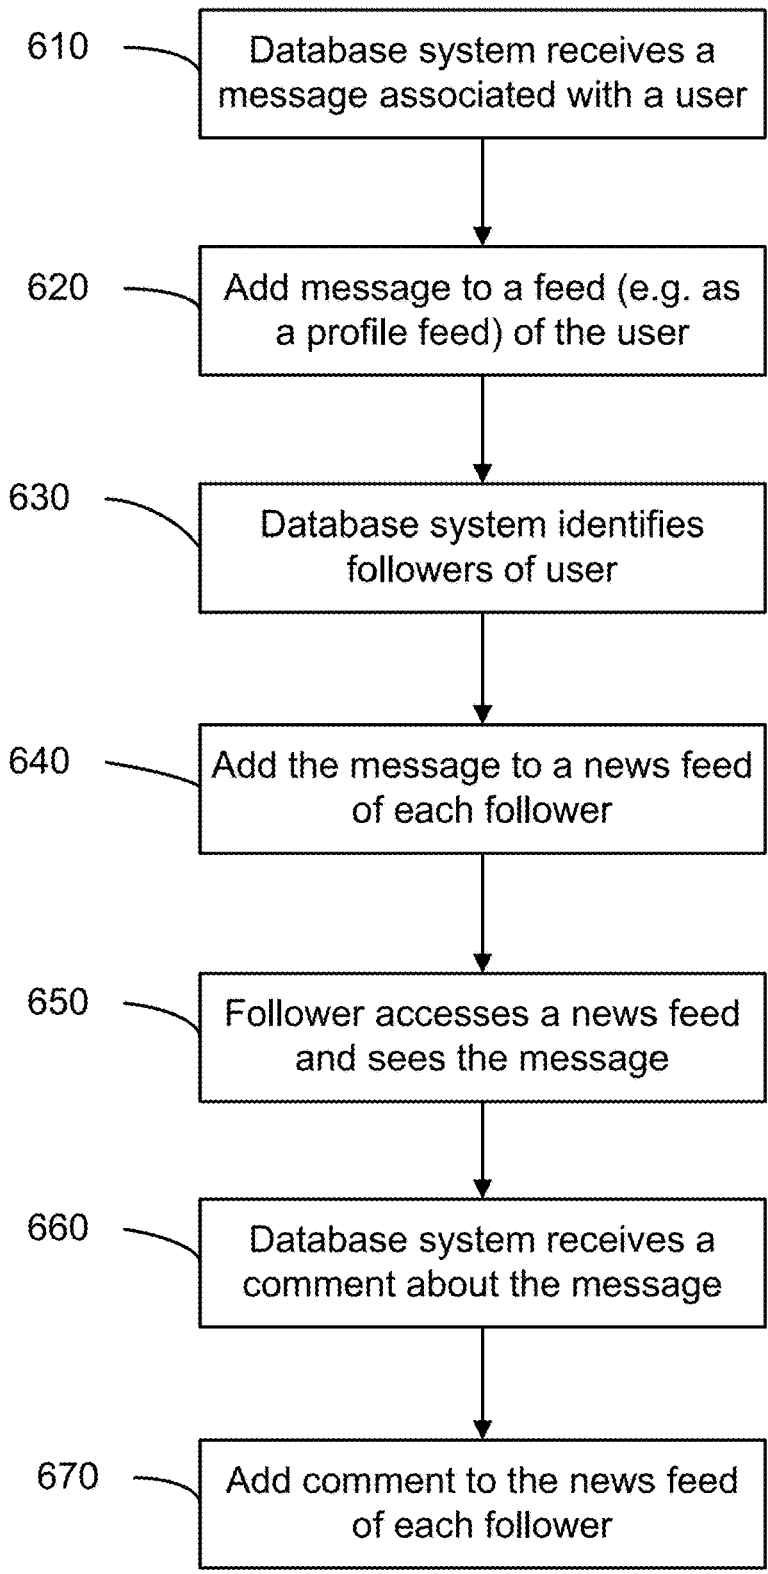 610
Database system receives a
message associated with a user
620
Add message to a feed (e.g. as
a profile feed) of the user
630
Database system identifies
followers of user
640
Add the message to a news feed
of each follower
650
Follower accesses a news feed
and sees the message
660
Database system receives a
comment about the message
670
Add comment to the news feed
of each follower